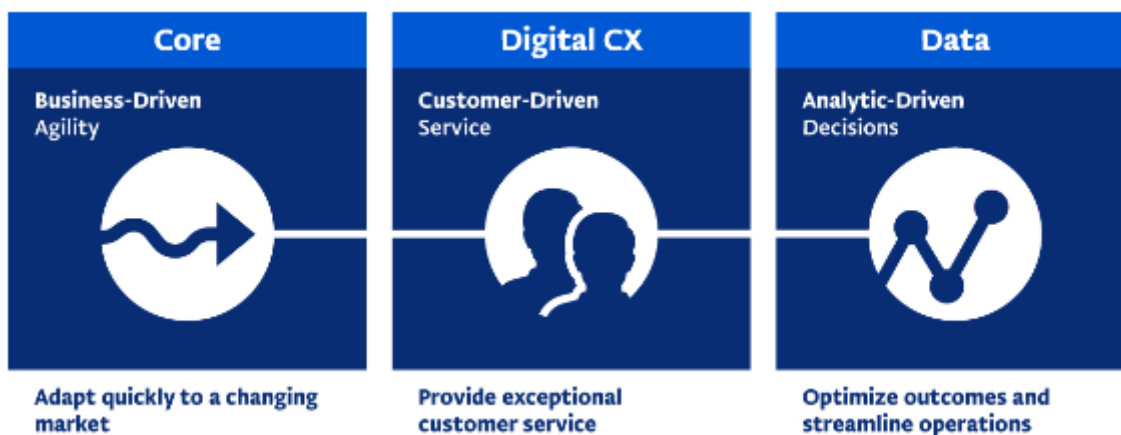 Core
Business-Driven
Agility
Adapt quickly to a changing
market
Digital CX
Customer-Driven
Service
Provide exceptional
customer service
Data
Analytic-Driven
Decisions
Optimize outcomes and
streamline operations